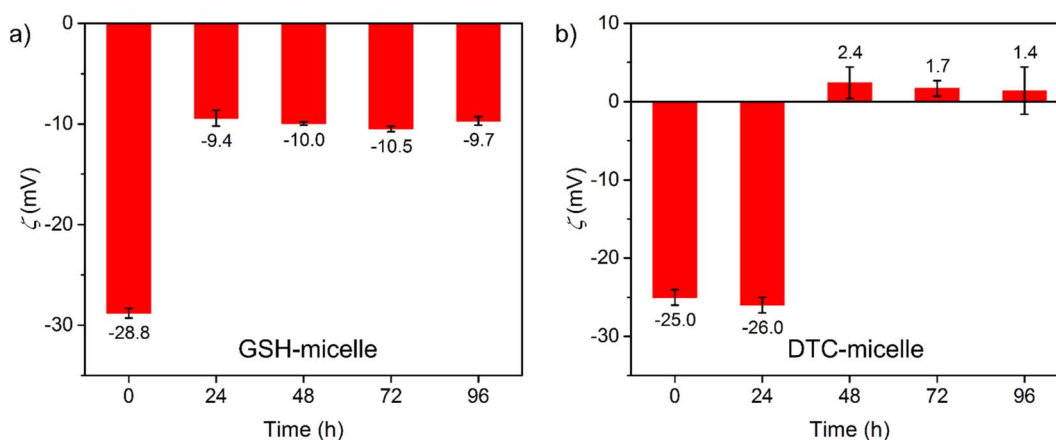 a)
0
-10
-20
-30
ζ (mV)
-28.8
-9.4
-10.0
-10.5
-9.7
GSH-micelle
0 24 48 72 96
Time (h)
b)
10
0
-10
-20
-30
ζ (mV)
-25.0
-26.0
2.4
1.7
1.4
DTC-micelle
0 24 48 72 96
Time (h)